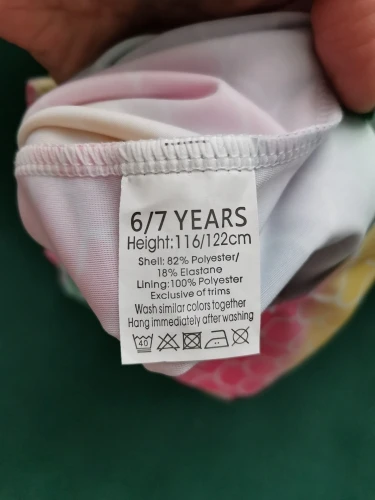 6/7 YEARS
Height:116/122cm
Shell: 82% Polyester/
18% Elastane
Lining:100% Polyester
Exclusive of trims
Wash similar colors together
Hang immediately after washing
40